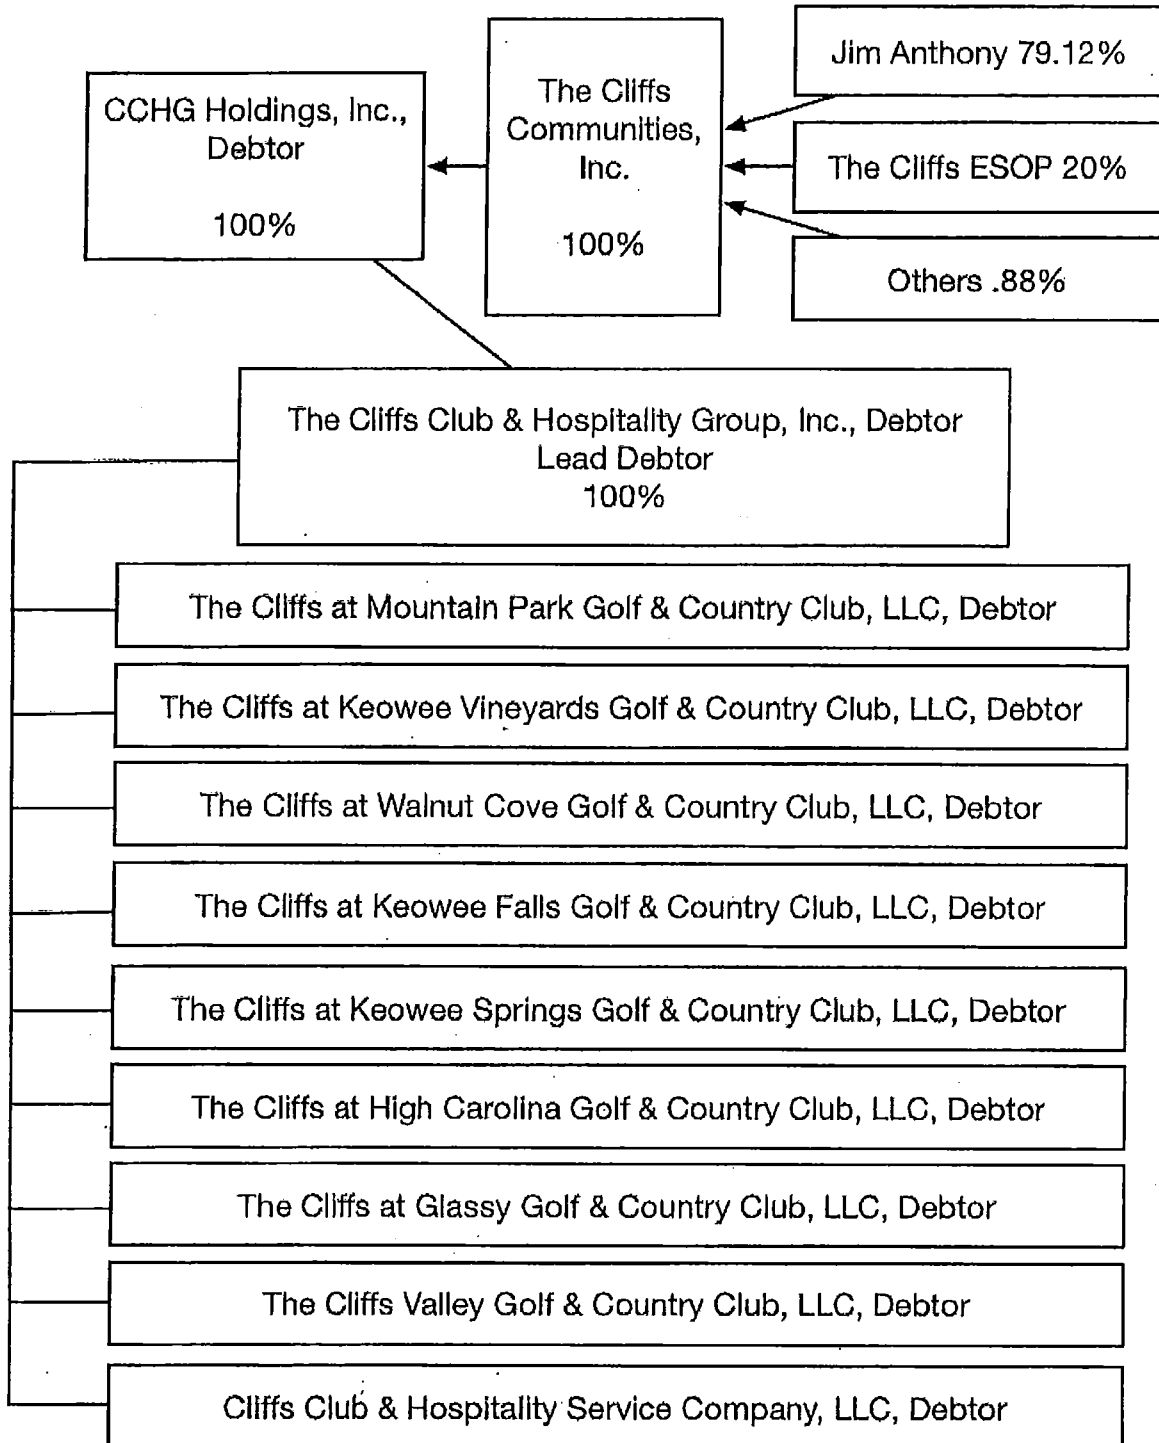 Jim Anthony 79.12%
The Cliffs ESOP 20%
Others .88%
The Cliffs
Communities,
Inc.
100%
CCHG Holdings, Inc.,
Debtor
100%
The Cliffs Club & Hospitality Group, Inc., Debtor
Lead Debtor
100%
The Cliffs at Mountain Park Golf & Country Club, LLC, Debtor
The Cliffs at Keowee Vineyards Golf & Country Club, LLC, Debtor
The Cliffs at Walnut Cove Golf & Country Club, LLC, Debtor
The Cliffs at Keowee Falls Golf & Country Club, LLC, Debtor
The Cliffs at Keowee Springs Golf & Country Club, LLC, Debtor
The Cliffs at High Carolina Golf & Country Club, LLC, Debtor
The Cliffs at Glassy Golf & Country Club, LLC, Debtor
The Cliffs Valley Golf & Country Club, LLC, Debtor
Cliffs Club & Hospitality Service Company, LLC, Debtor